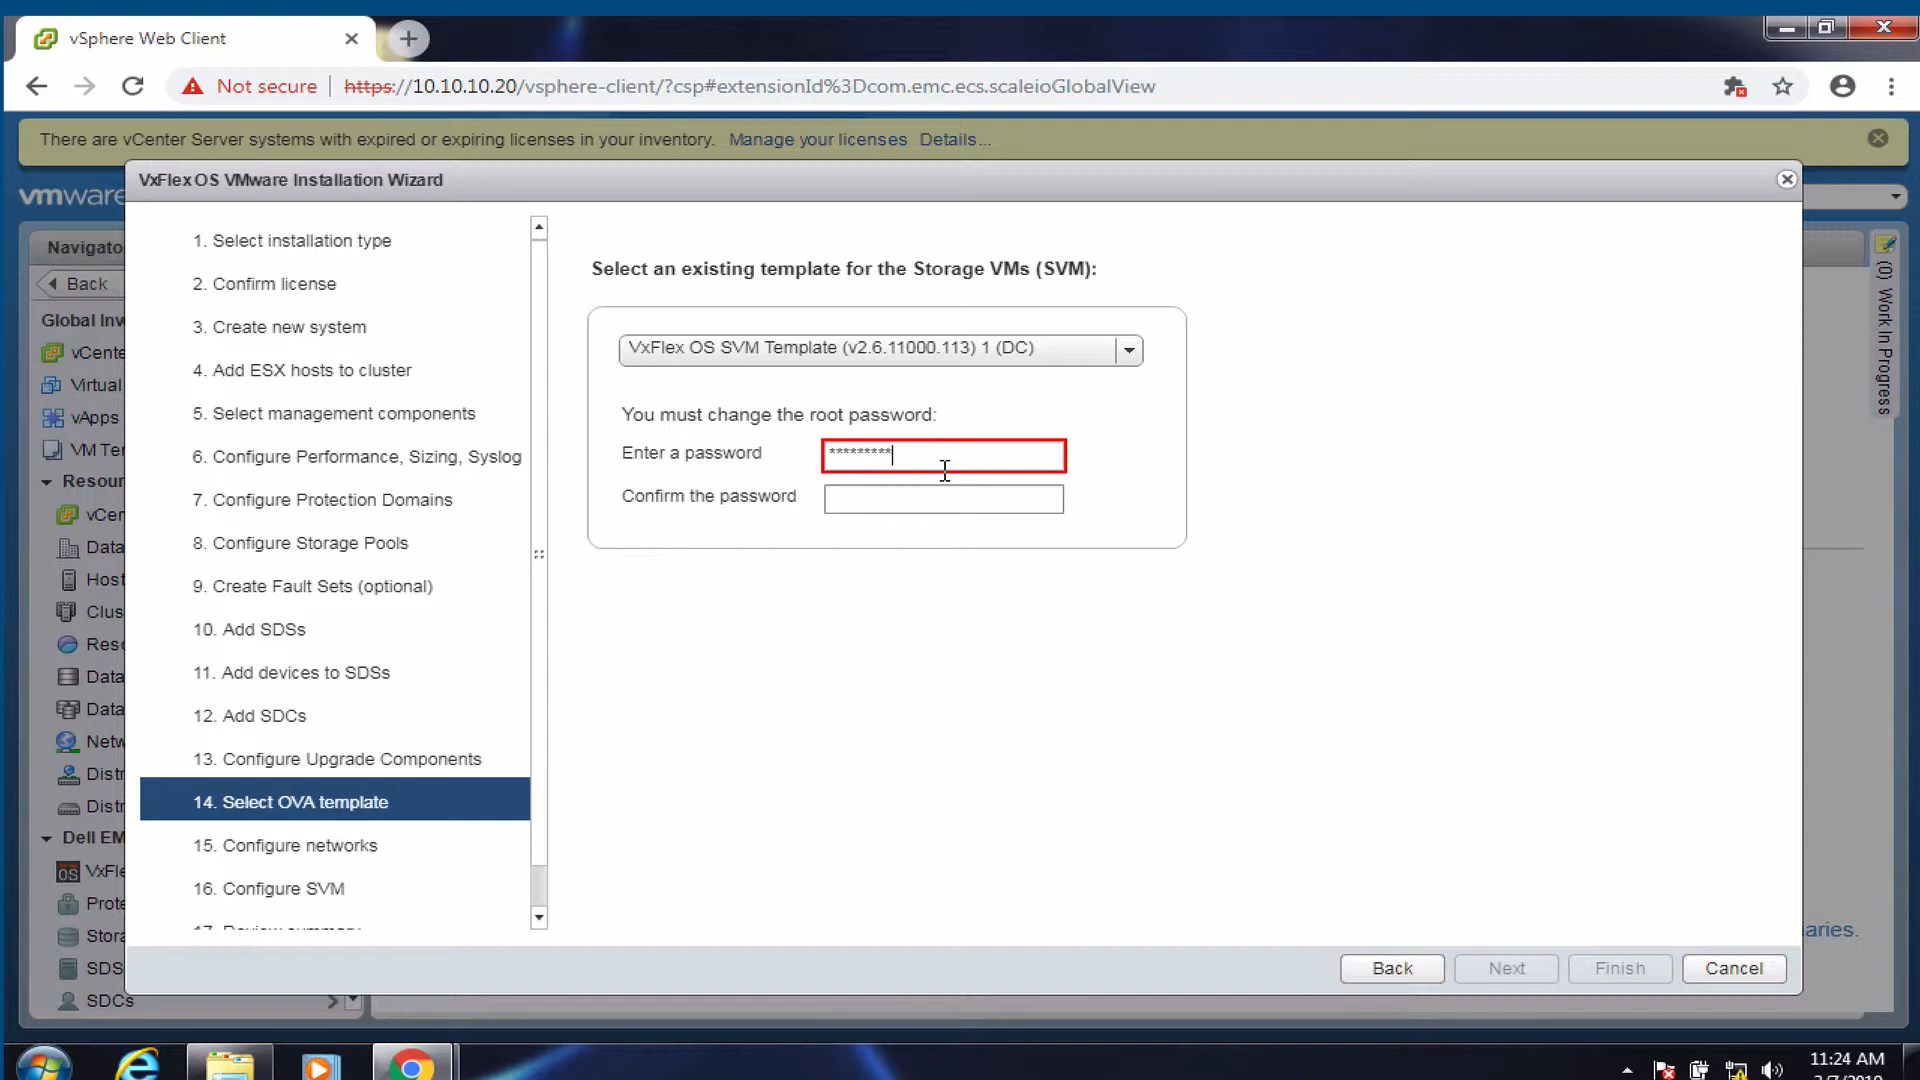 vSphere Web Client
Not secure https://10.10.10.20/vsphere-client/?csp#extensionId%3Dcom.emc.ecs.scaleioGlobalView
There are vCenter Server systems with expired or expiring licenses in your inventory. Manage your licenses Details...
vmware
VxFlex OS VMware Installation Wizard
Navigato
Back
Global Inv
vCente
Virtual
vApps
VM Ter
Resour
vCer
Data
Host
Clus
Reso
Data
Data
Netw
Distr
Distr
Dell EM
OS VxFle
Prote
Stora
SDS
SDCs
1. Select installation type
2. Confirm license
3. Create new system
4. Add ESX hosts to cluster
5. Select management components
6. Configure Performance, Sizing, Syslog
7. Configure Protection Domains
8. Configure Storage Pools
9. Create Fault Sets (optional)
10. Add SDSs
11. Add devices to SDSs
12. Add SDCs
13. Configure Upgrade Components
14. Select OVA template
15. Configure networks
16. Configure SVM
17. Review summary
Select an existing template for the Storage VMs (SVM):
VxFlex OS SVM Template (v2.6.11000.113) 1 (DC)
You must change the root password:
Enter a password *********
Confirm the password
(0) Work In Progress
iaries.
Back Next Finish Cancel
11:24 AM